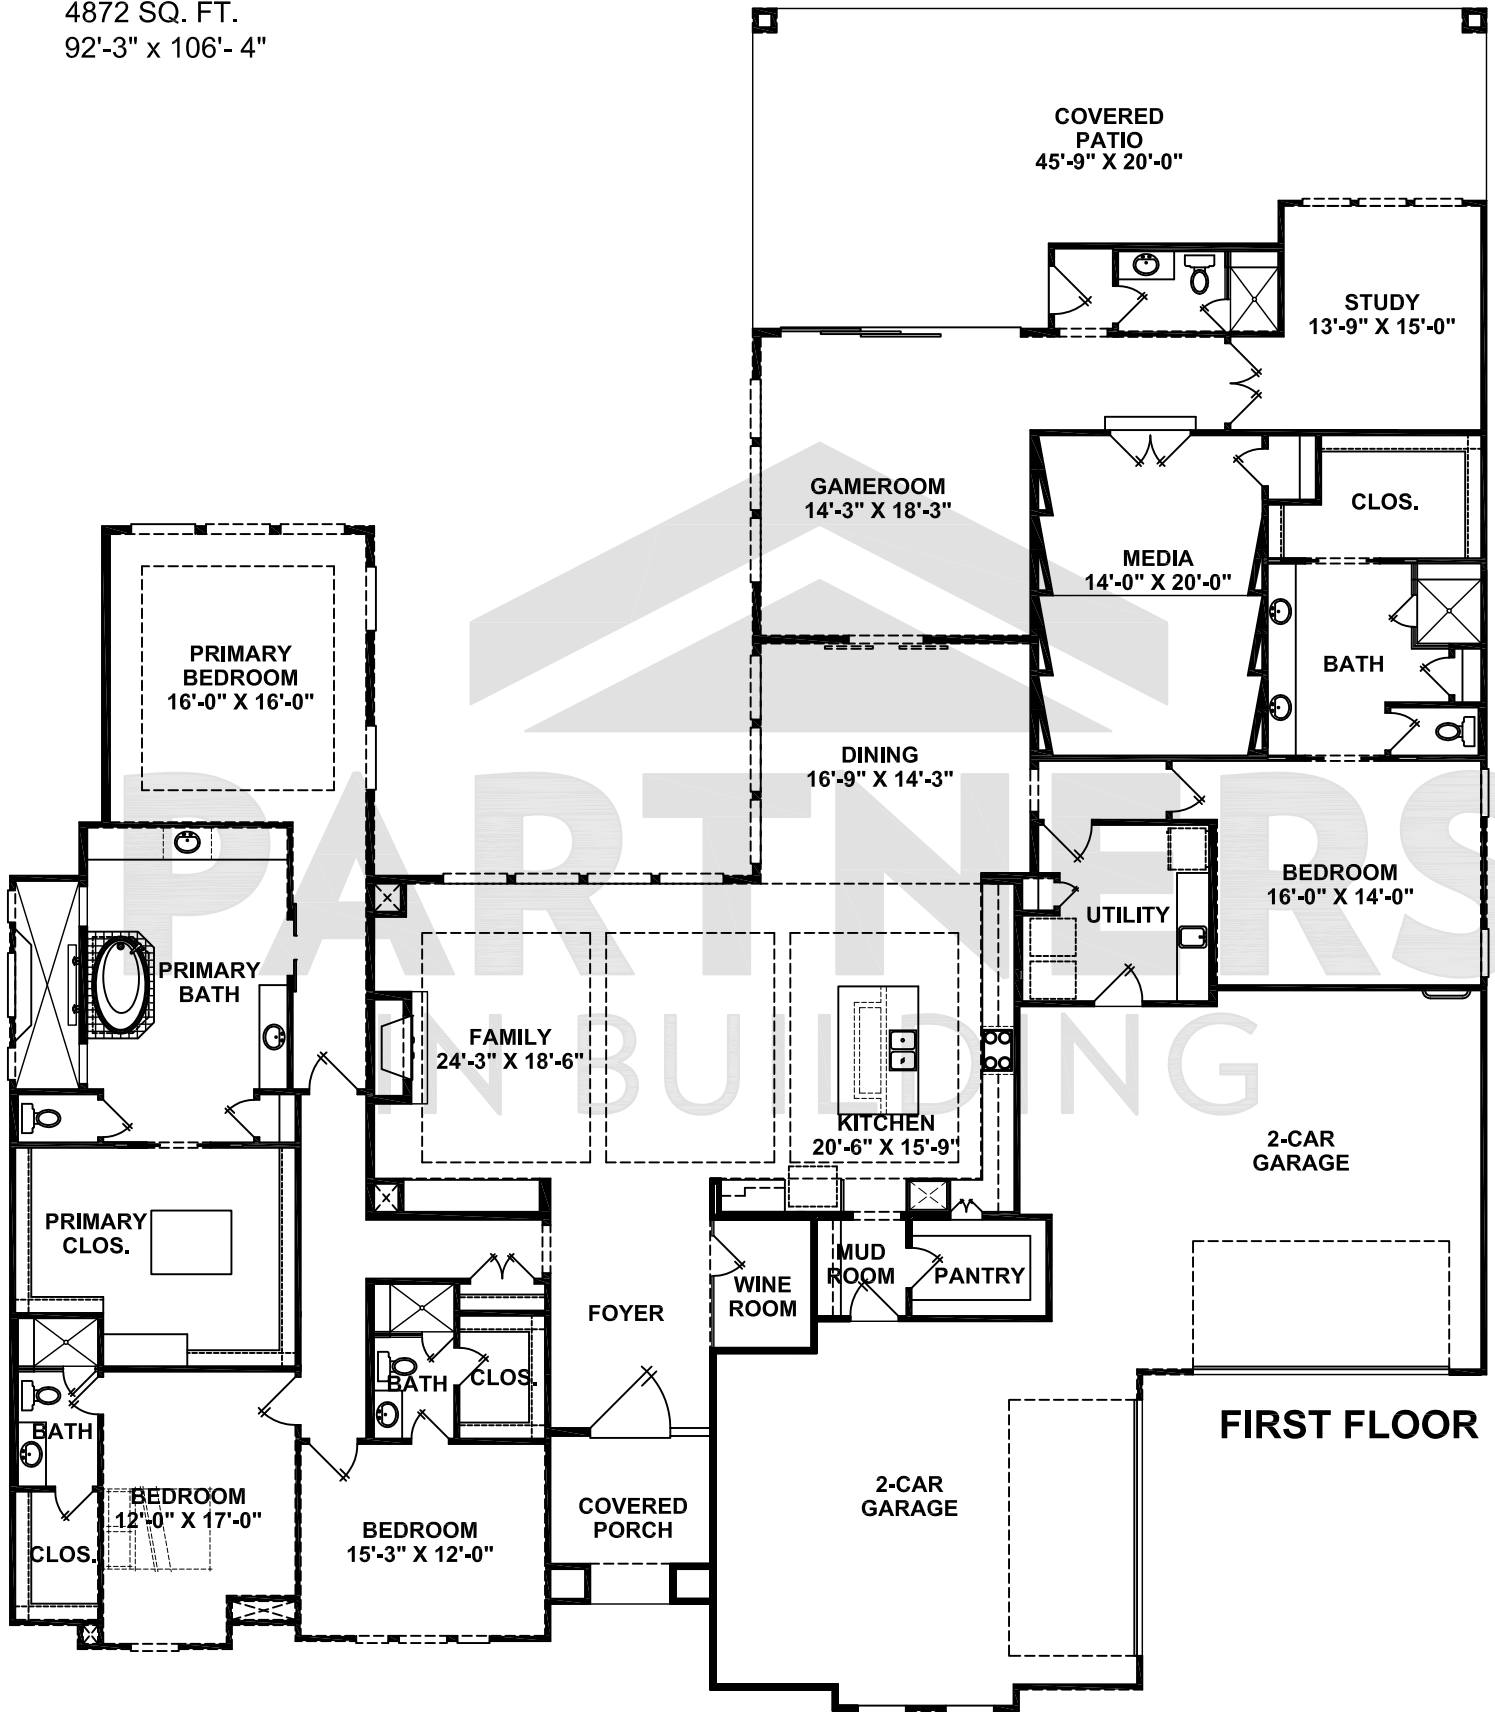 4872 SQ. FT.
92'-3" x 106'- 4"
COVERED
PATIO
45'-9" X 20'-0"
STUDY
13'-9" X 15'-0"
GAMEROOM
14'-3" X 18'-3"
CLOS.
MEDIA
14'-0" X 20'-0"
PRIMARY
BEDROOM
16'-0" X 16'-0"
BATH
DINING
16'-9" X 14'-3"
PARTNERS
IN BUILDING
BEDROOM
16'-0" X 14'-0"
UTILITY
PRIMARY
BATH
FAMILY
24'-3" X 18'-6"
KITCHEN
20'-6" X 15'-9"
2-CAR
GARAGE
PRIMARY
CLOS.
MUD
ROOM
PANTRY
WINE
ROOM
FOYER
BATH
CLOS.
BATH
FIRST FLOOR
BEDROOM
12'-0" X 17'-0"
CLOS.
BEDROOM
15'-3" X 12'-0"
COVERED
PORCH
2-CAR
GARAGE